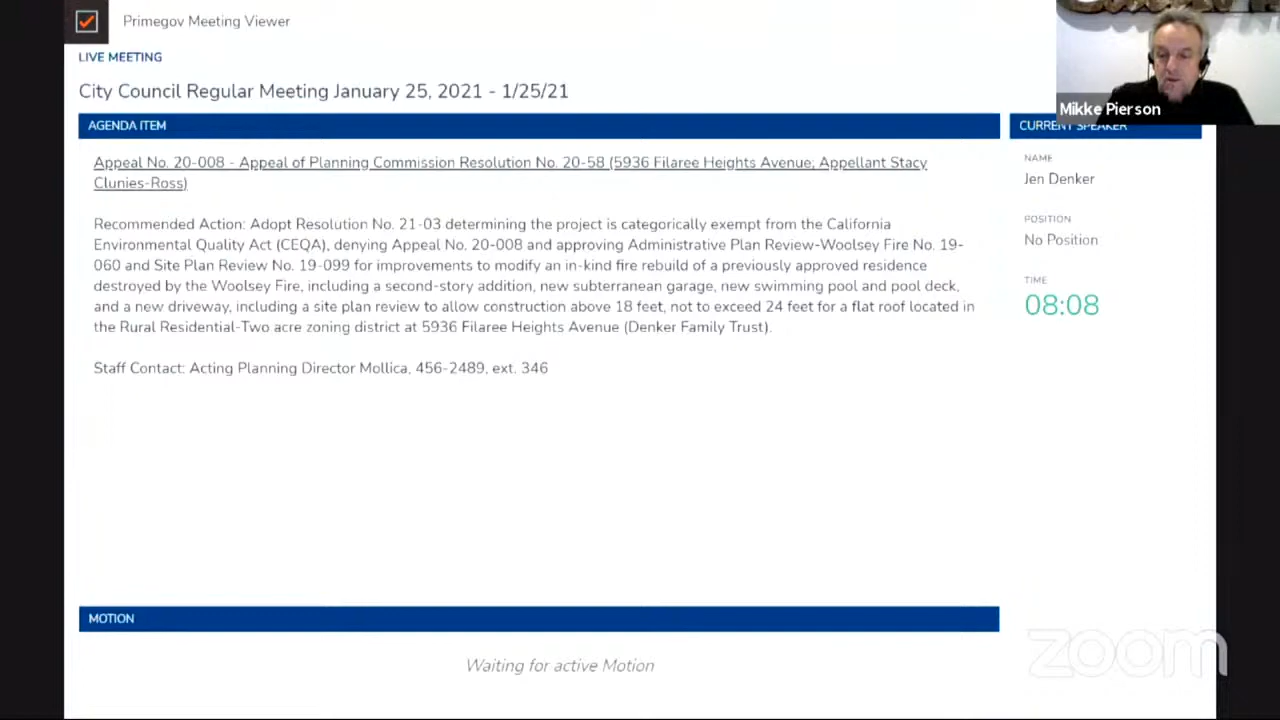 Primegov Meeting Viewer
LIVE MEETING
City Council Regular Meeting January 25, 2021 - 1/25/21
Mikke Pierson
AGENDA ITEM
CURRENT SPEAKER
Appeal No. 20-008 - Appeal of Planning Commission Resolution No. 20-58 (5936 Filaree Heights Avenue; Appellant Stacy
Clunies-Ross)
Recommended Action: Adopt Resolution No. 21-03 determining the project is categorically exempt from the California
Environmental Quality Act (CEQA), denying Appeal No. 20-008 and approving Administrative Plan Review-Woolsey Fire No. 19-
060 and Site Plan Review No. 19-099 for improvements to modify an in-kind fire rebuild of a previously approved residence
destroyed by the Woolsey Fire, including a second-story addition, new subterranean garage, new swimming pool and pool deck,
and a new driveway, including a site plan review to allow construction above 18 feet, not to exceed 24 feet for a flat roof located in
the Rural Residential-Two acre zoning district at 5936 Filaree Heights Avenue (Denker Family Trust).
Staff Contact: Acting Planning Director Mollica, 456-2489, ext. 346
NAME
Jen Denker
POSITION
No Position
TIME
08:08
MOTION
Waiting for active Motion
zoom